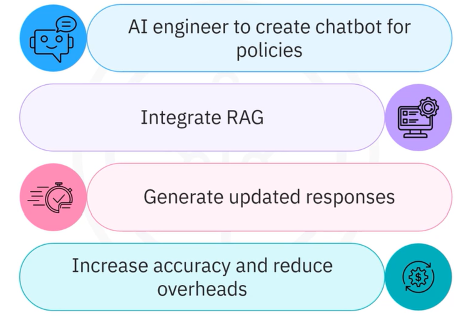 AI engineer to create chatbot for
policies
Integrate RAG
Generate updated responses
Increase accuracy and reduce
overheads